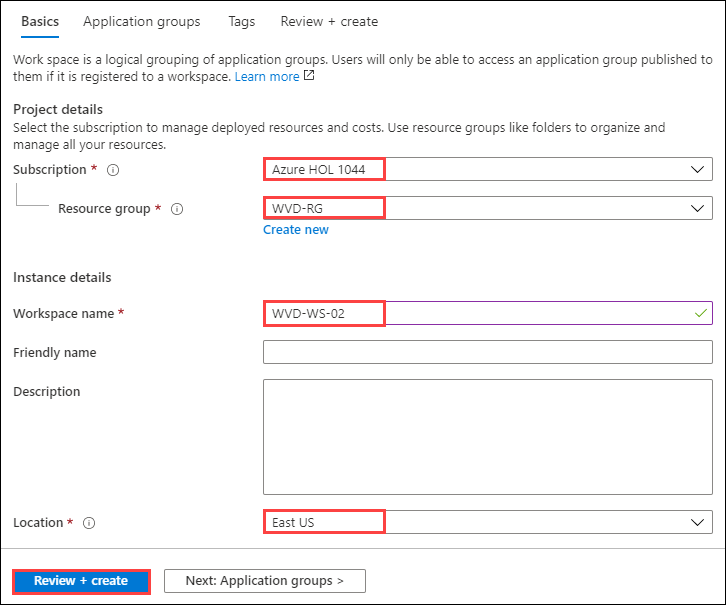 Basics Application groups Tags Review + create
Work space is a logical grouping of application groups. Users will only be able to access an application group published to
them if it is registered to a workspace. Learn more
Project details
Select the subscription to manage deployed resources and costs. Use resource groups like folders to organize and
manage all your resources.
Subscription * Azure HOL 1044
Resource group * WVD-RG
Create new
Instance details
Workspace name * WVD-WS-02
Friendly name
Description
Location * East US
Review + create Next: Application groups >